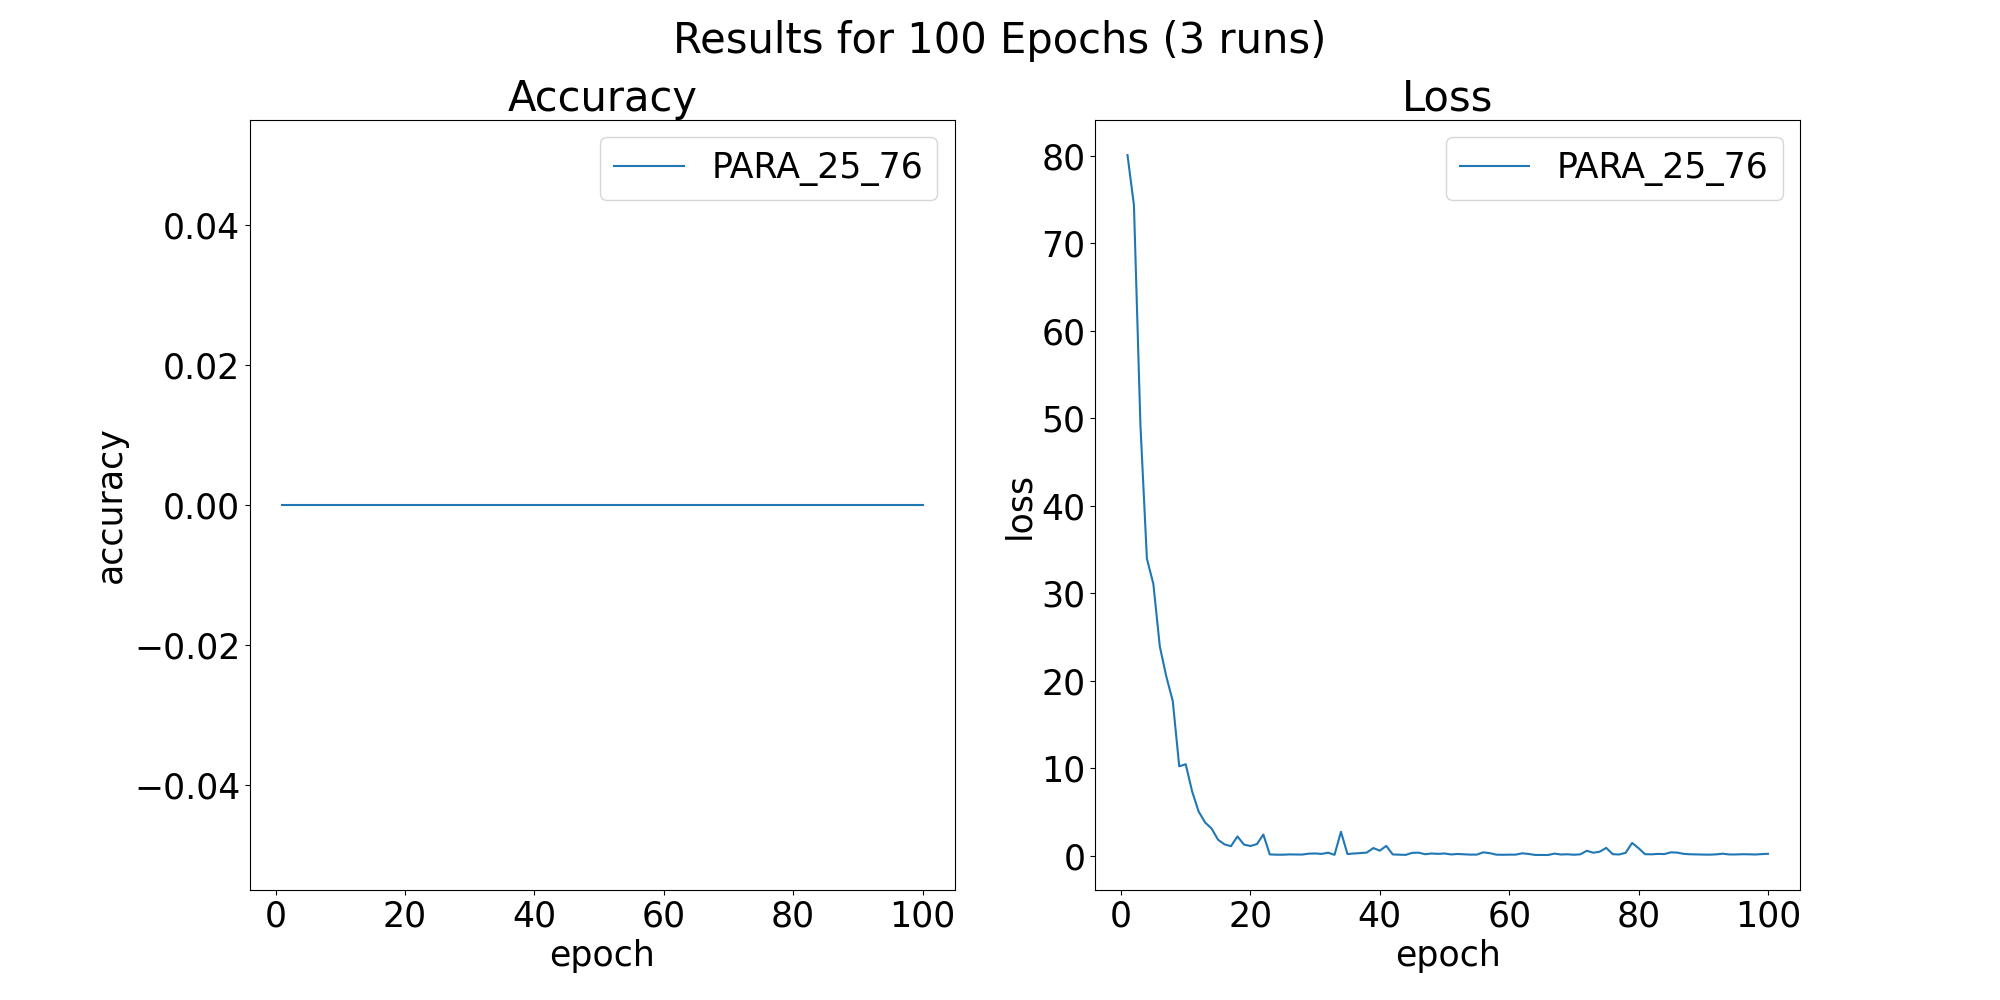 Results for 100 Epochs (3 runs)
Accuracy
PARA_25_76
0.04
0.02
0.00
−0.02
−0.04
accuracy
0 20 40 60 80 100
epoch
Loss
PARA_25_76
80
70
60
50
40
30
20
10
0
loss
0 20 40 60 80 100
epoch